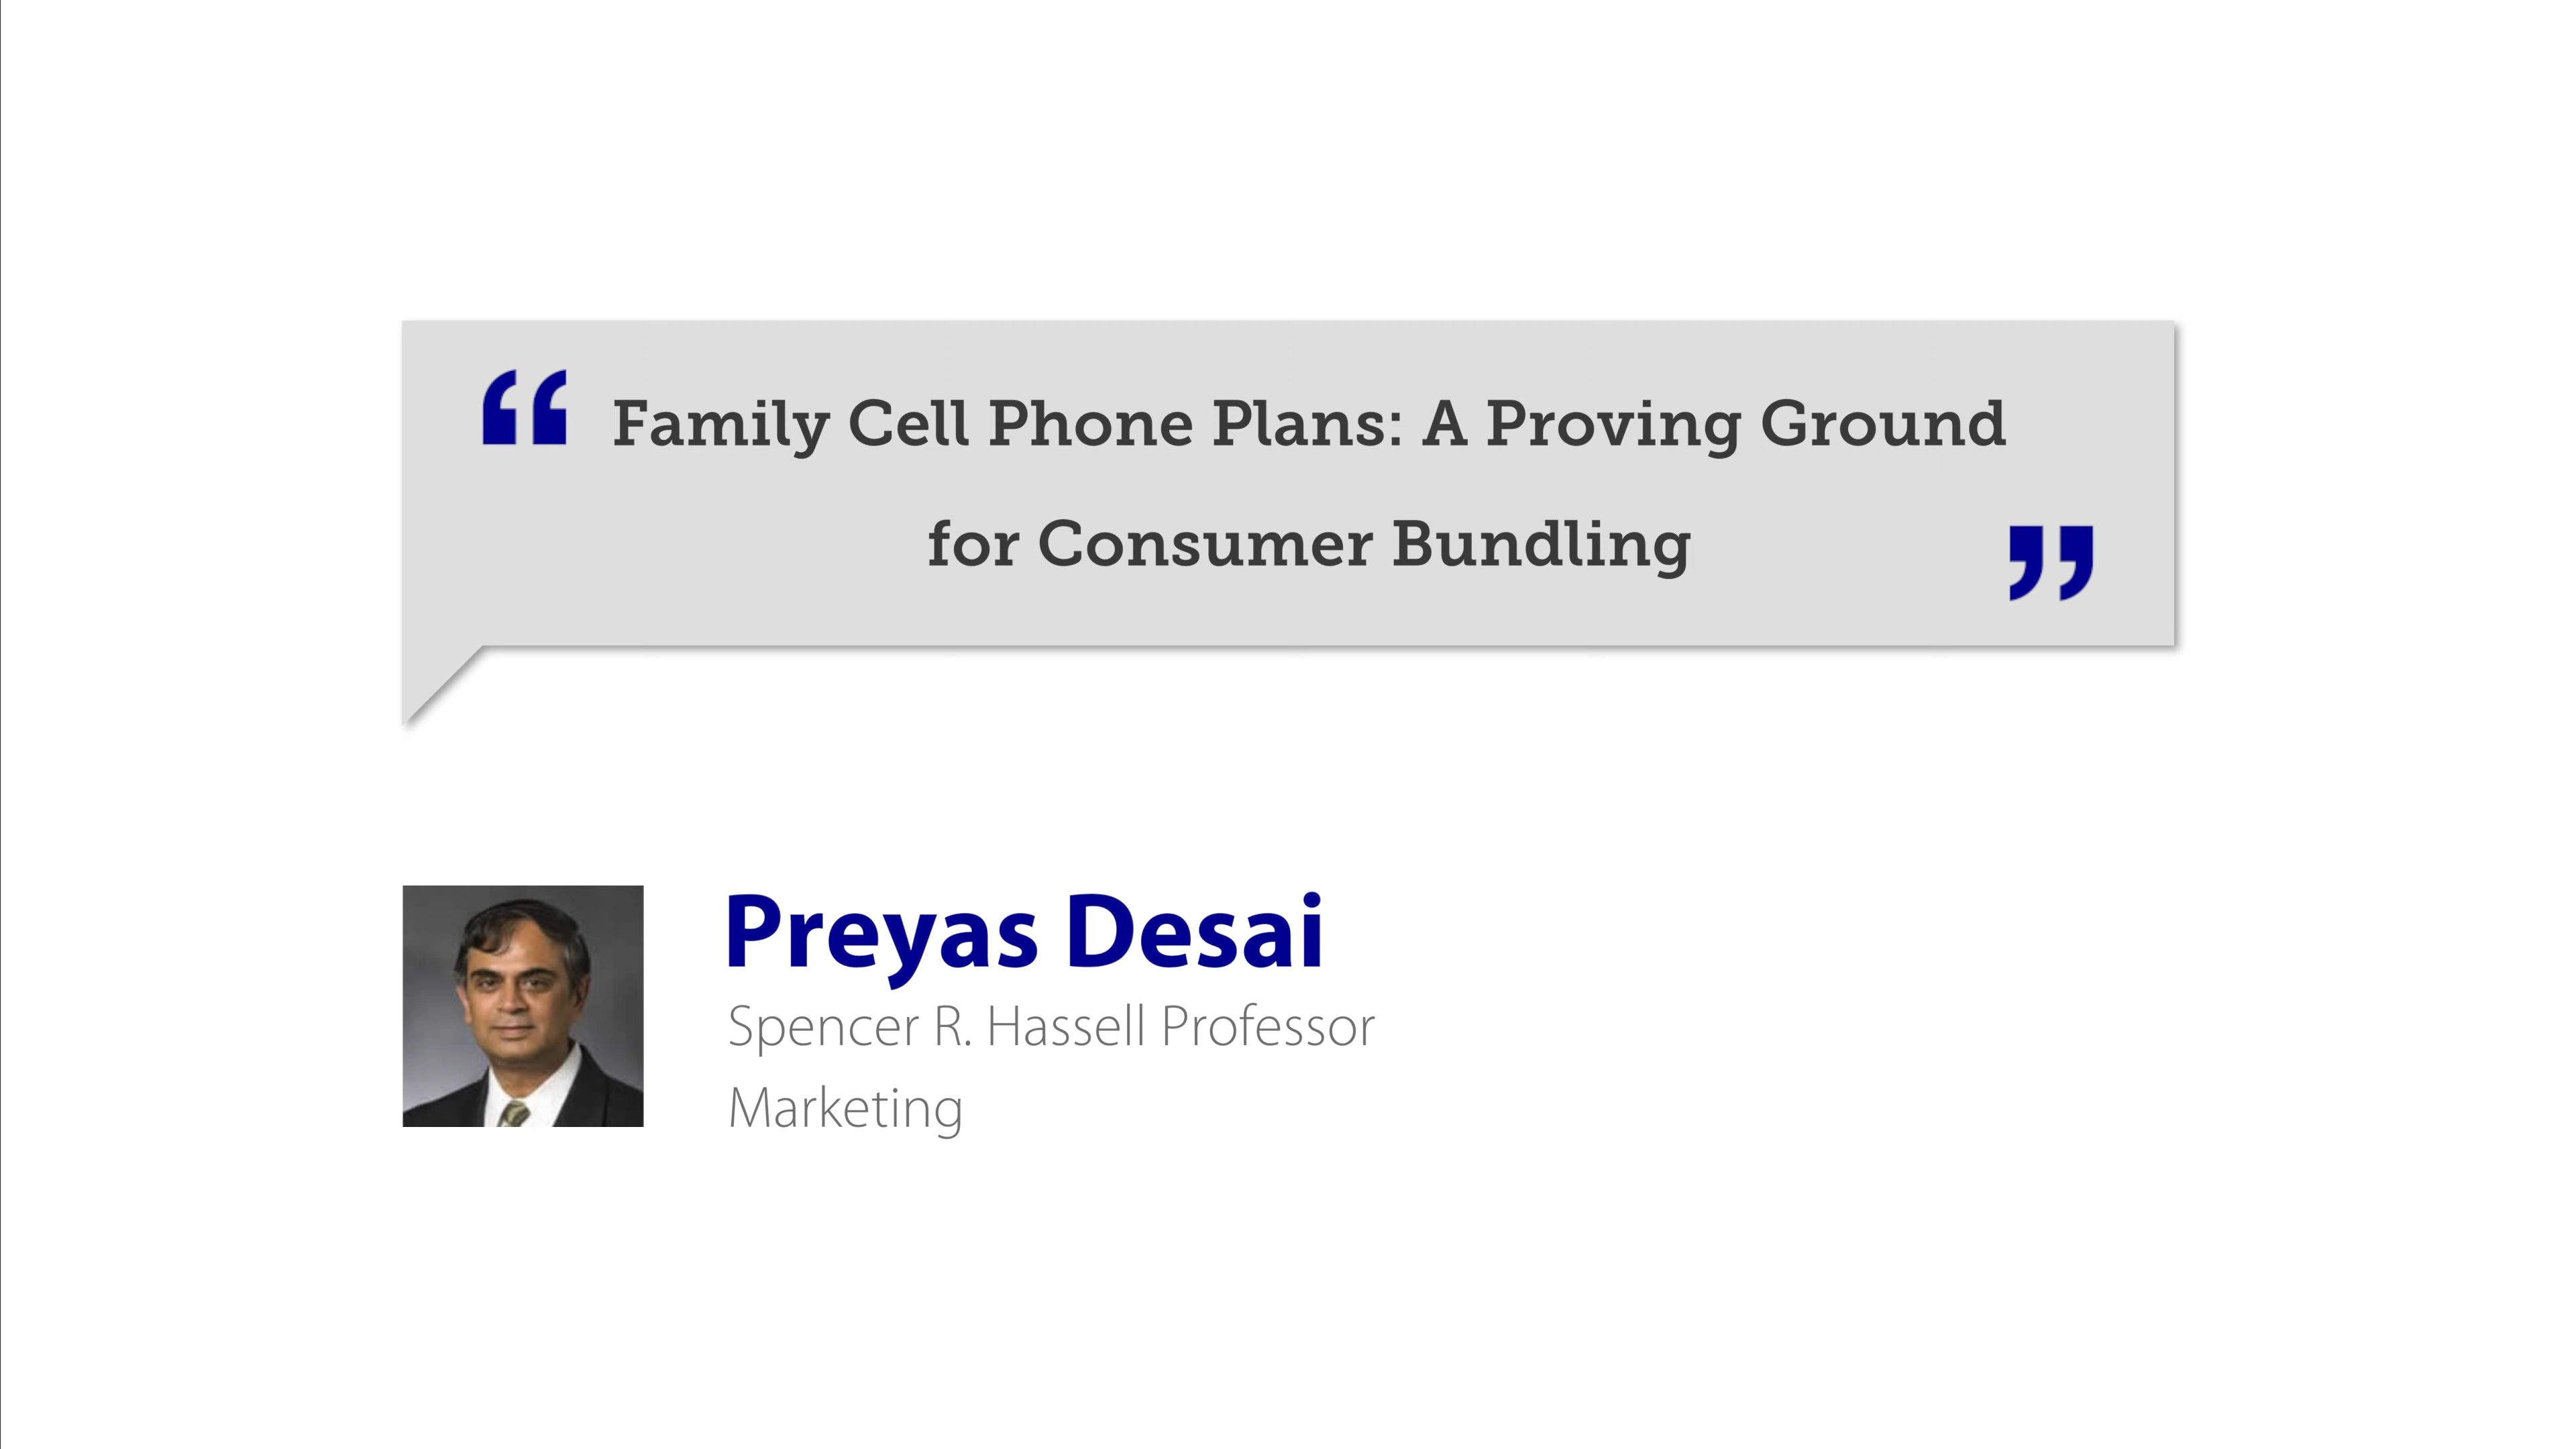 “ Family Cell Phone Plans: A Proving Ground
for Consumer Bundling ”
Preyas Desai
Spencer R. Hassell Professor
Marketing